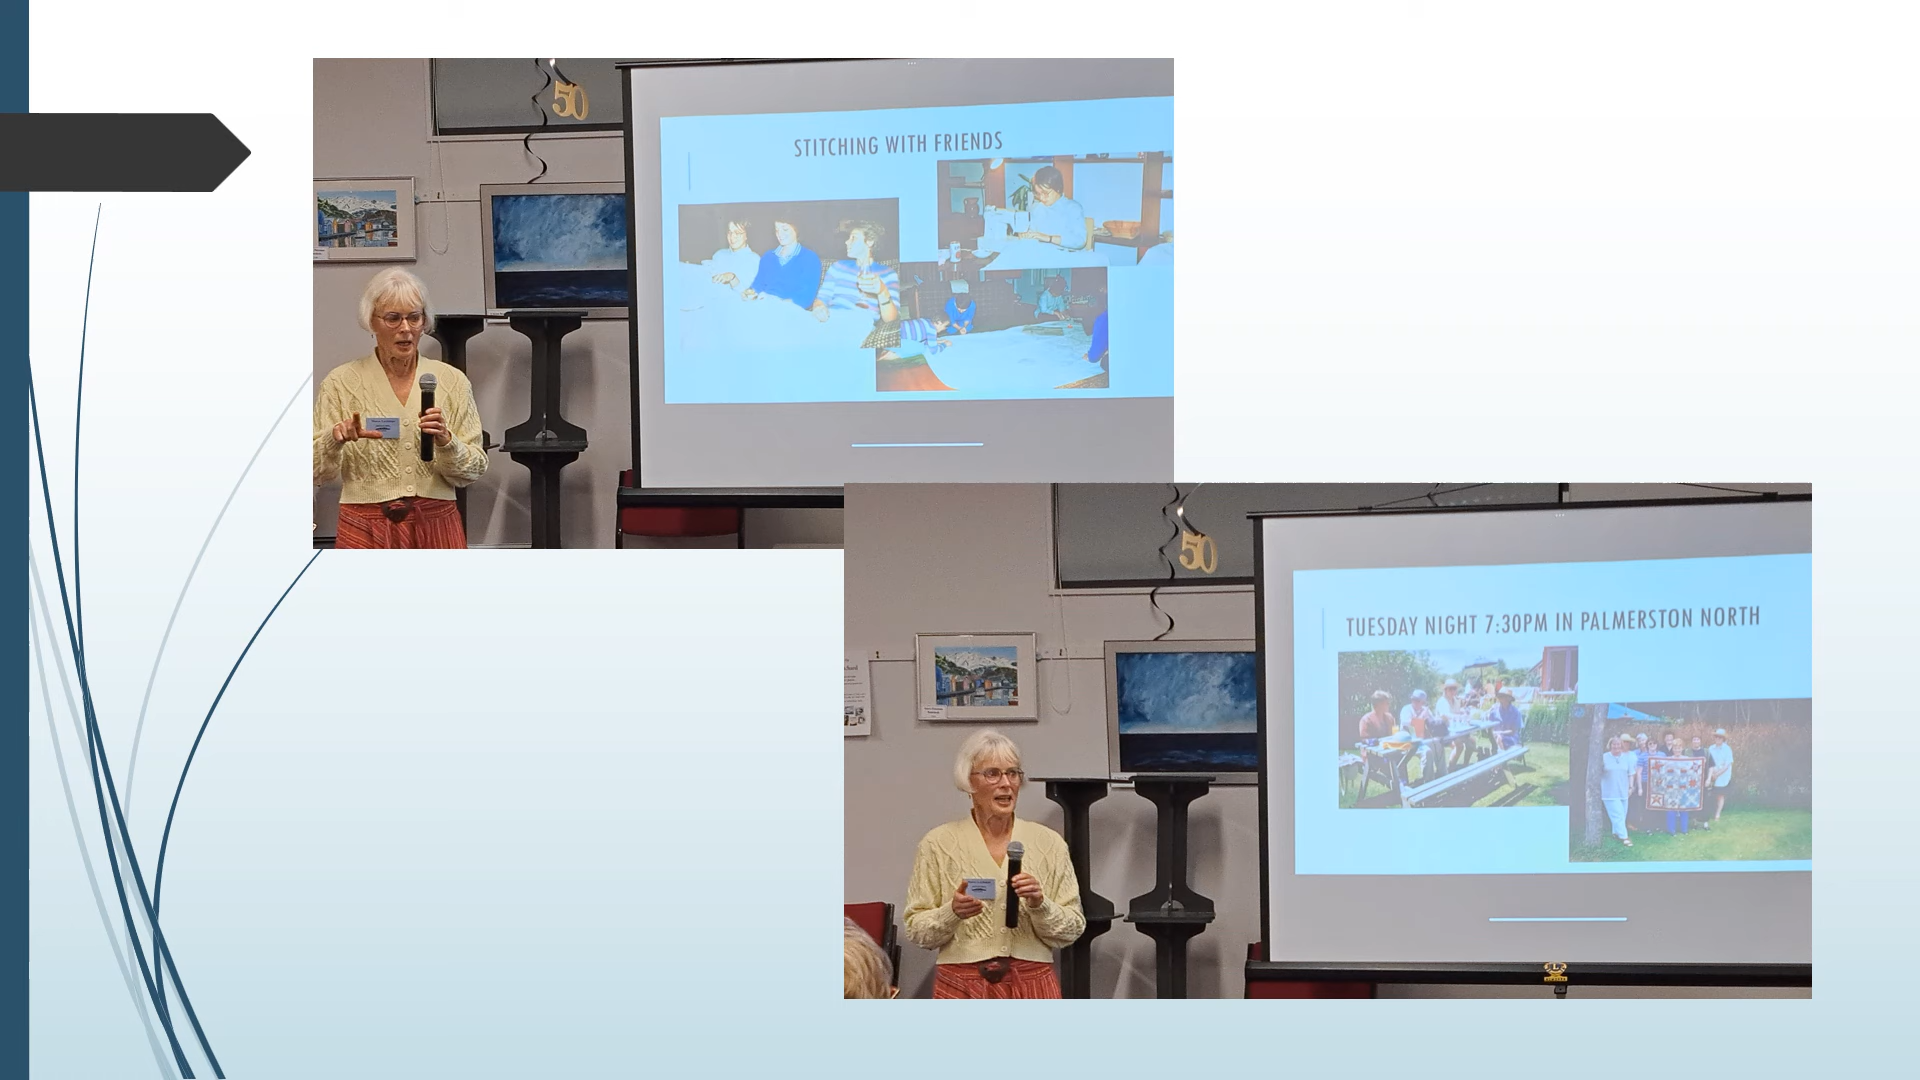 50
STITCHING WITH FRIENDS
50
TUESDAY NIGHT 7:30PM IN PALMERSTON NORTH